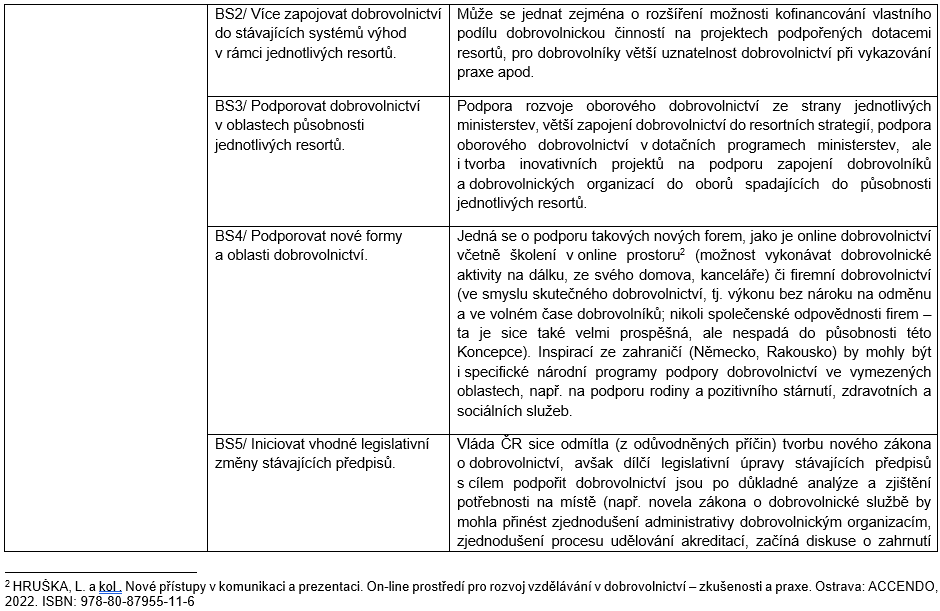 BS2/ Více zapojovat dobrovolnictví
do stávajících systémů výhod
v rámci jednotlivých resortů.
Může se jednat zejména o rozšíření možnosti kofinancování vlastního
podílu dobrovolnickou činností na projektech podpořených dotacemi
resortů, pro dobrovolníky větší uznatelnost dobrovolnictví při vykazování
praxe apod.
BS3/ Podporovat dobrovolnictví
v oblastech působnosti
jednotlivých resortů.
Podpora rozvoje oborového dobrovolnictví ze strany jednotlivých
ministerstev, větší zapojení dobrovolnictví do resortních strategií, podpora
oborového dobrovolnictví v dotačních programech ministerstev, ale
i tvorba inovativních projektů na podporu zapojení dobrovolníků
a dobrovolnických organizací do oborů spadajících do působnosti
jednotlivých resortů.
BS4/ Podporovat nové formy
a oblasti dobrovolnictví.
Jedná se o podporu takových nových forem, jako je online dobrovolnictví
včetně školení v online prostoru² (možnost vykonávat dobrovolnické
aktivity na dálku, ze svého domova, kanceláře) či firemní dobrovolnictví
(ve smyslu skutečného dobrovolnictví, tj. výkonu bez nároku na odměnu
a ve volném čase dobrovolníků; nikoli společenské odpovědnosti firem –
ta je sice také velmi prospěšná, ale nespadá do působnosti této
Koncepce). Inspirací ze zahraničí (Německo, Rakousko) by mohly být
i specifické národní programy podpory dobrovolnictví ve vymezených
oblastech, např. na podporu rodiny a pozitivního stárnutí, zdravotních a
sociálních služeb.
BS5/ Iniciovat vhodné legislativní
změny stávajících předpisů.
Vláda ČR sice odmítla (z odůvodněných příčin) tvorbu nového zákona
o dobrovolnictví, avšak dílčí legislativní úpravy stávajících předpisů
s cílem podpořit dobrovolnictví jsou po důkladné analýze a zjištění
potřebnosti na místě (např. novela zákona o dobrovolnické službě by
mohla přinést zjednodušení administrativy dobrovolnickým organizacím,
zjednodušení procesu udělování akreditací, začíná diskuse o zahrnutí
² HRUŠKA, L. a kol . Nové přístupy v komunikaci a prezentaci. On-line prostředí pro rozvoj vzdělávání v dobrovolnictví – zkušenosti a praxe. Ostrava: ACCENDO,
2022. ISBN: 978-80-87955-11-6